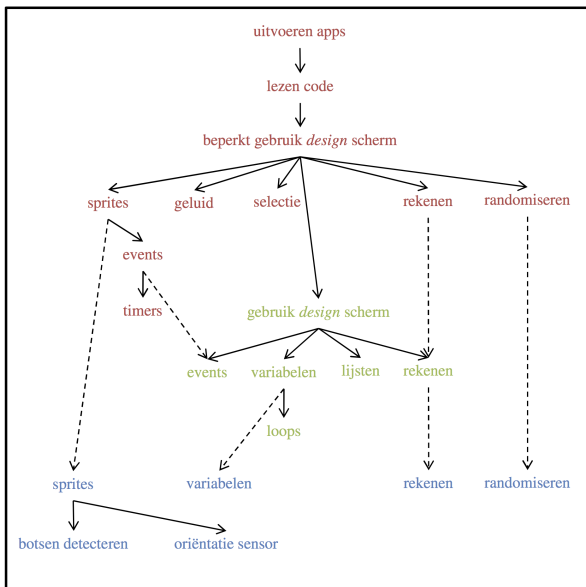 uitvoeren apps
lezen code
beperkt gebruik design scherm
sprites geluid selectie rekenen randomiseren
events
timers
gebruik design scherm
events variabelen lijsten rekenen
loops
sprites variabelen rekenen randomiseren
botsen detecteren oriëntatie sensor